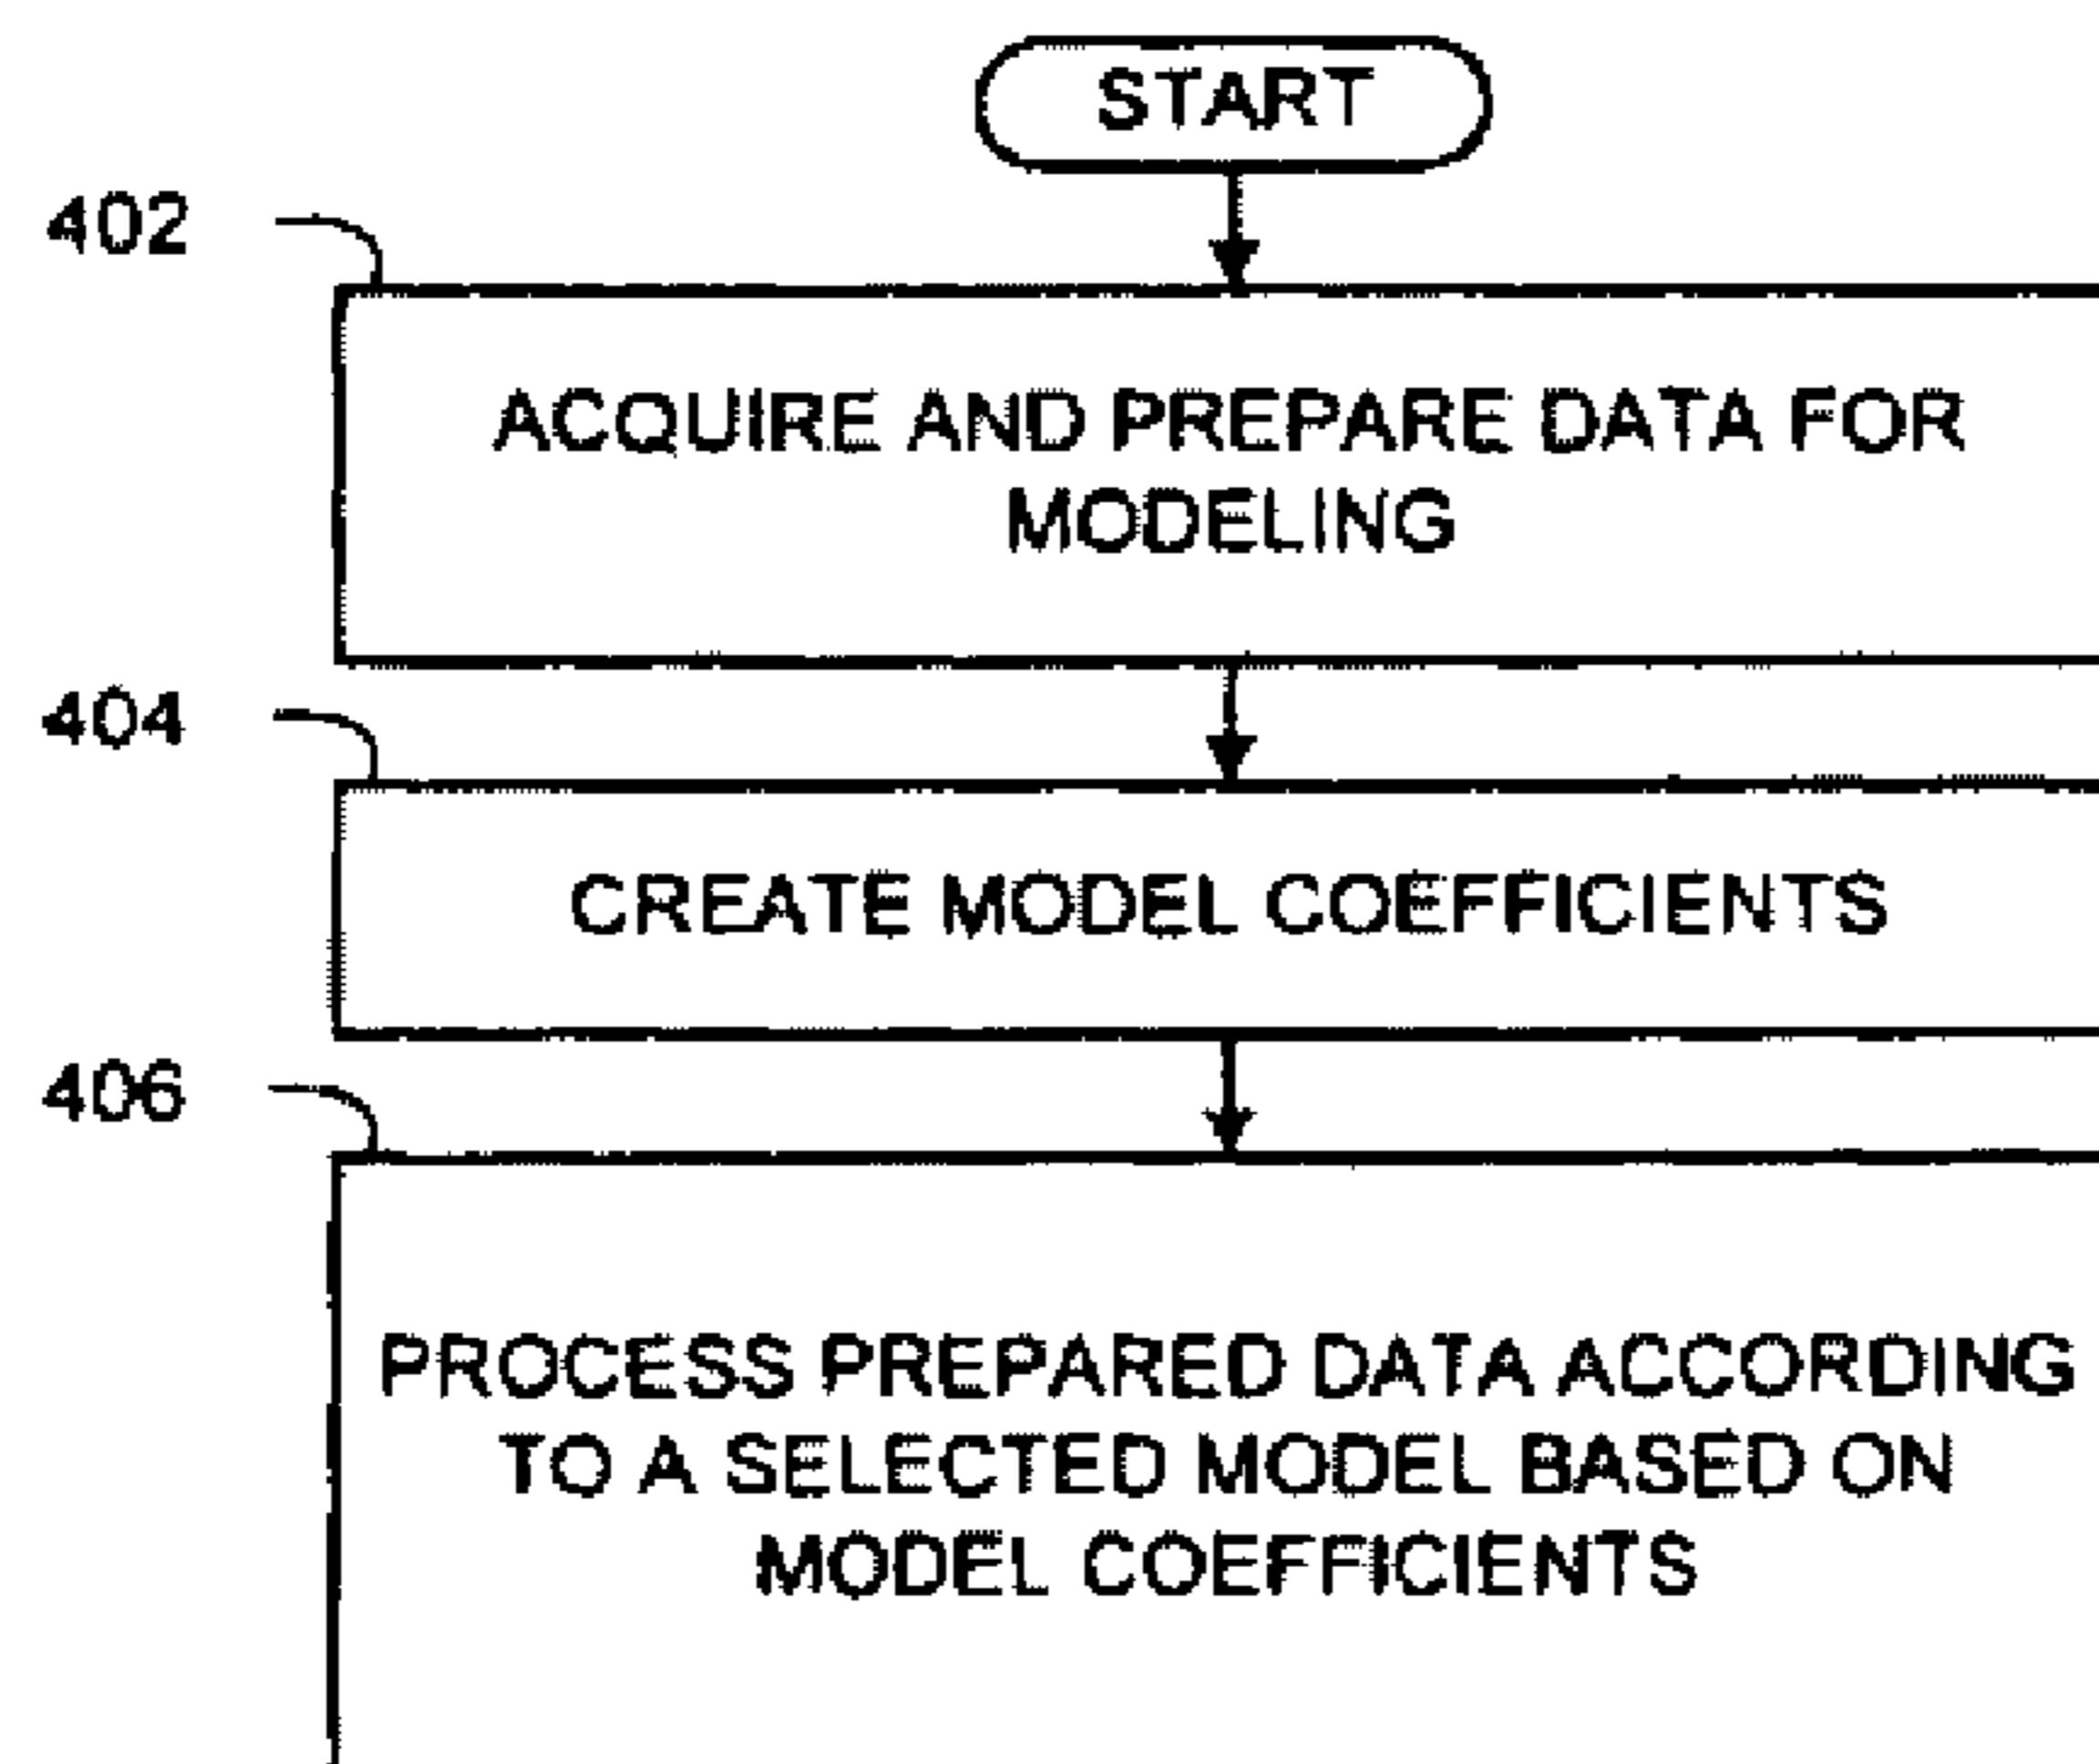 START
402
ACQUIRE AND PREPARE DATA FOR
MODELING
404
CREATE MODEL COEFFICIENTS
406
PROCESS PREPARED DATA ACCORDING
TO A SELECTED MODEL BASED ON
MODEL COEFFICIENTS